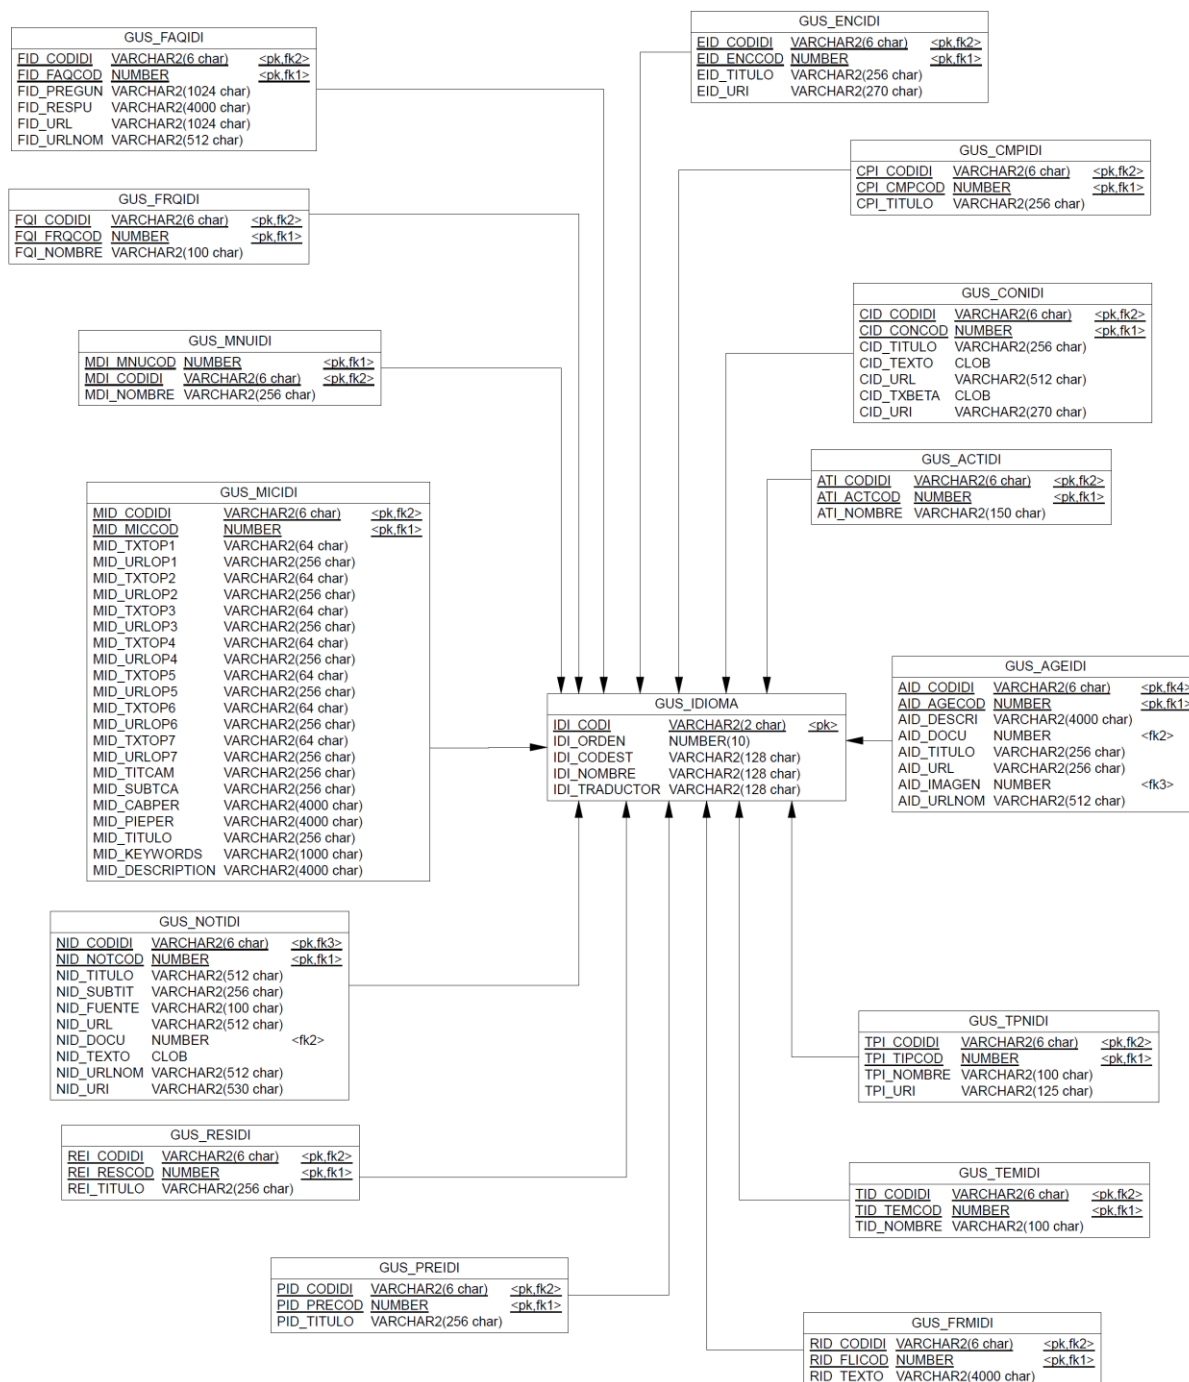 GUS_FAQIDI
FID_CODIDI VARCHAR2(6 char) <pk,fk2>
FID_FAQCOD NUMBER <pk,fk1>
FID_PREGUN VARCHAR2(1024 char)
FID_RESPU VARCHAR2(4000 char)
FID_URL VARCHAR2(1024 char)
FID_URLNOM VARCHAR2(512 char)
GUS_ENCIDI
EID_CODIDI VARCHAR2(6 char) <pk,fk2>
EID_ENCCOD NUMBER <pk,fk1>
EID_TITULO VARCHAR2(256 char)
EID_URI VARCHAR2(270 char)
GUS_CMPIDI
CPI_CODIDI VARCHAR2(6 char) <pk,fk2>
CPI_CMPCOD NUMBER <pk,fk1>
CPI_TITULO VARCHAR2(256 char)
GUS_FRQIDI
FQI_CODIDI VARCHAR2(6 char) <pk,fk2>
FQI_FRQCOD NUMBER <pk,fk1>
FQI_NOMBRE VARCHAR2(100 char)
GUS_CONIDI
CID_CODIDI VARCHAR2(6 char) <pk,fk2>
CID_CONCOD NUMBER <pk,fk1>
CID_TITULO VARCHAR2(256 char)
CID_TEXTO CLOB
CID_URL VARCHAR2(512 char)
CID_TXBETA CLOB
CID_URI VARCHAR2(270 char)
GUS_MNUIDI
MDI_MNUCOD NUMBER <pk,fk1>
MDI_CODIDI VARCHAR2(6 char) <pk,fk2>
MDI_NOMBRE VARCHAR2(256 char)
GUS_ACTIDI
ATI_CODIDI VARCHAR2(6 char) <pk,fk2>
ATI_ACTCOD NUMBER <pk,fk1>
ATI_NOMBRE VARCHAR2(150 char)
GUS_MICIDI
MID_CODIDI VARCHAR2(6 char) <pk,fk2>
MID_MICCOD NUMBER <pk,fk1>
MID_TXTOP1 VARCHAR2(64 char)
MID_URLOP1 VARCHAR2(256 char)
MID_TXTOP2 VARCHAR2(64 char)
MID_URLOP2 VARCHAR2(256 char)
MID_TXTOP3 VARCHAR2(64 char)
MID_URLOP3 VARCHAR2(256 char)
MID_TXTOP4 VARCHAR2(64 char)
MID_URLOP4 VARCHAR2(256 char)
MID_TXTOP5 VARCHAR2(64 char)
MID_URLOP5 VARCHAR2(256 char)
MID_TXTOP6 VARCHAR2(64 char)
MID_URLOP6 VARCHAR2(256 char)
MID_TXTOP7 VARCHAR2(64 char)
MID_URLOP7 VARCHAR2(256 char)
MID_TITCAM VARCHAR2(256 char)
MID_SUBTCA VARCHAR2(256 char)
MID_CABPER VARCHAR2(4000 char)
MID_PIEPER VARCHAR2(4000 char)
MID_TITULO VARCHAR2(256 char)
MID_KEYWORDS VARCHAR2(1000 char)
MID_DESCRIPTION VARCHAR2(4000 char)
GUS_IDIOMA
IDI_CODI VARCHAR2(2 char) <pk>
IDI_ORDEN NUMBER(10)
IDI_CODEST VARCHAR2(128 char)
IDI_NOMBRE VARCHAR2(128 char)
IDI_TRADUCTOR VARCHAR2(128 char)
GUS_AGEIDI
AID_CODIDI VARCHAR2(6 char) <pk,fk4>
AID_AGECOD NUMBER <pk,fk1>
AID_DESCRI VARCHAR2(4000 char)
AID_DOCU NUMBER <fk2>
AID_TITULO VARCHAR2(256 char)
AID_URL VARCHAR2(256 char)
AID_IMAGEN NUMBER <fk3>
AID_URLNOM VARCHAR2(512 char)
GUS_NOTIDI
NID_CODIDI VARCHAR2(6 char) <pk,fk3>
NID_NOTCOD NUMBER <pk,fk1>
NID_TITULO VARCHAR2(512 char)
NID_SUBTIT VARCHAR2(256 char)
NID_FUENTE VARCHAR2(100 char)
NID_URL VARCHAR2(512 char)
NID_DOCU NUMBER <fk2>
NID_TEXTO CLOB
NID_URLNOM VARCHAR2(512 char)
NID_URI VARCHAR2(530 char)
GUS_TPNIDI
TPI_CODIDI VARCHAR2(6 char) <pk,fk2>
TPI_TIPCOD NUMBER <pk,fk1>
TPI_NOMBRE VARCHAR2(100 char)
TPI_URI VARCHAR2(125 char)
GUS_RESIDI
REI_CODIDI VARCHAR2(6 char) <pk,fk2>
REI_RESCOD NUMBER <pk,fk1>
REI_TITULO VARCHAR2(256 char)
GUS_TEMIDI
TID_CODIDI VARCHAR2(6 char) <pk,fk2>
TID_TEMCOD NUMBER <pk,fk1>
TID_NOMBRE VARCHAR2(100 char)
GUS_PREIDI
PID_CODIDI VARCHAR2(6 char) <pk,fk2>
PID_PRECOD NUMBER <pk,fk1>
PID_TITULO VARCHAR2(256 char)
GUS_FRMIDI
RID_CODIDI VARCHAR2(6 char) <pk,fk2>
RID_FLICOD NUMBER <pk,fk1>
RID_TEXTO VARCHAR2(4000 char)